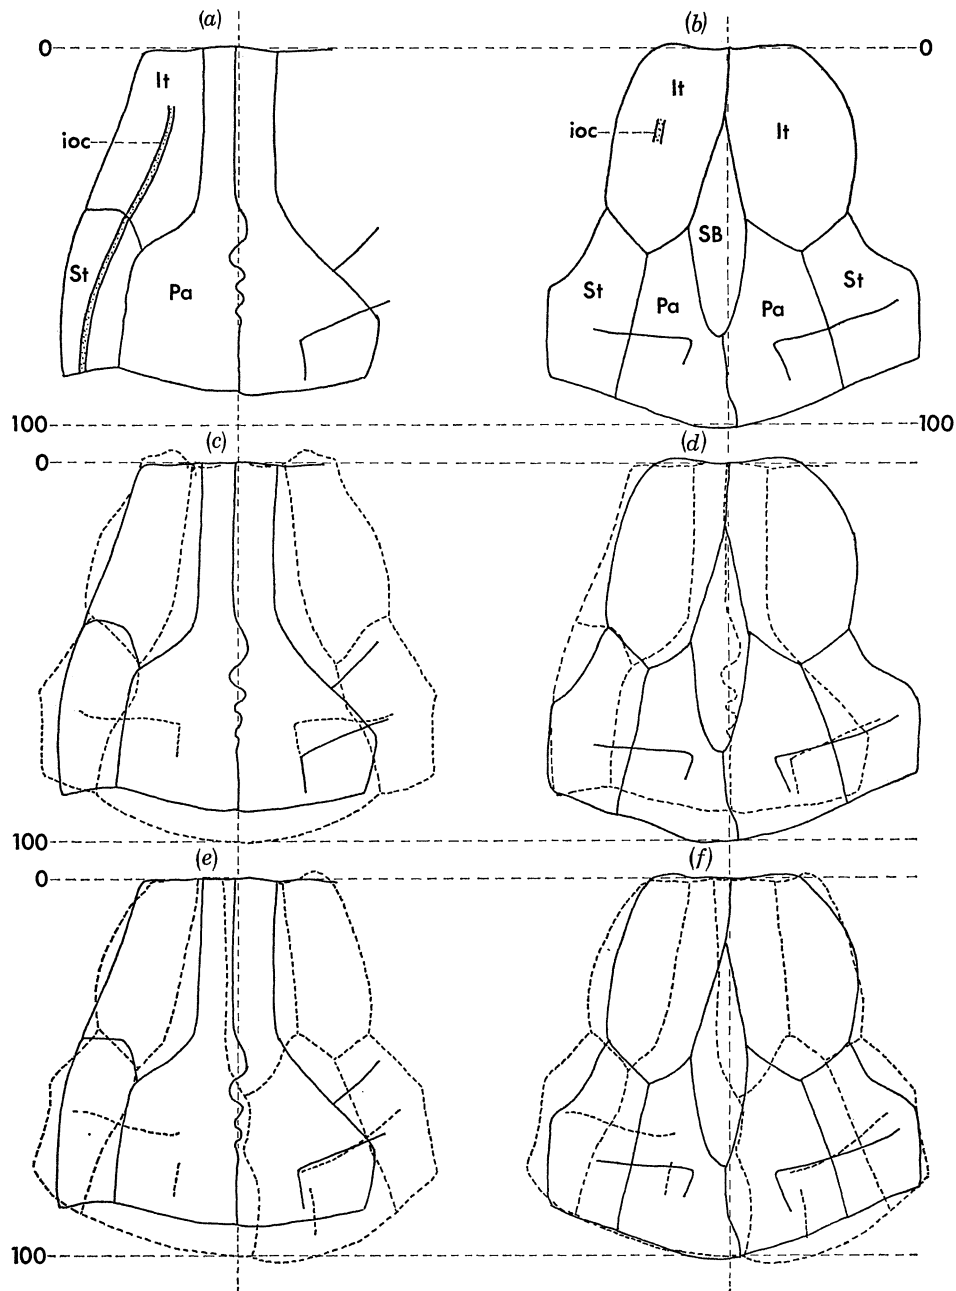 (a) (b)
0 0
It It
ioc ioc It
SB
St Pa St Pa Pa St
100 100
(c) (d)
0
100
(e) (f)
0
100